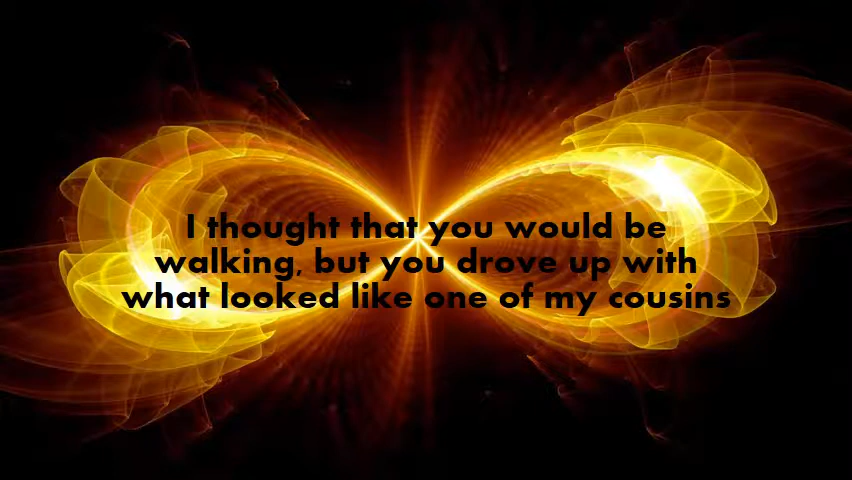 I thought that you would be
walking, but you drove up with
what looked like one of my cousins